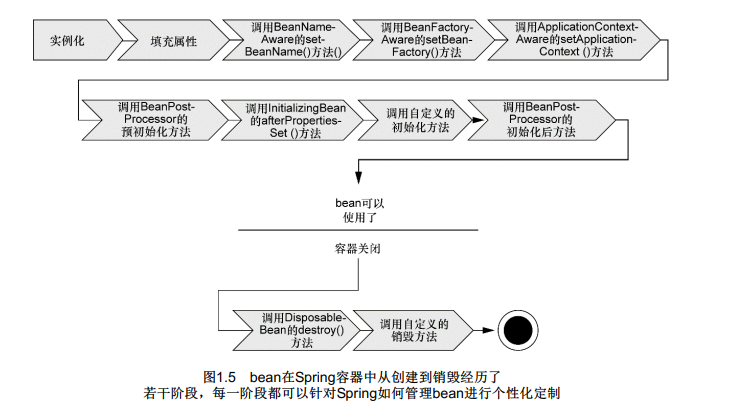 实例化
填充属性
调用BeanName-
Aware的set-
BeanName()方法()
调用BeanFactory-
Aware的setBean-
Factory()方法
调用ApplicationContext-
Aware的setApplication-
Context ()方法
调用BeanPost-
Processor的
预初始化方法
调用InitializingBean
的afterProperties-
Set ()方法
调用自定义的
初始化方法
调用BeanPost-
Processor的
初始化后方法
bean可以
使用了
容器关闭
调用Disposable-
Bean的destroy()
方法
调用自定义的
销毁方法
图1.5 bean在Spring容器中从创建到销毁经历了
若干阶段，每一阶段都可以针对Spring如何管理bean进行个性化定制